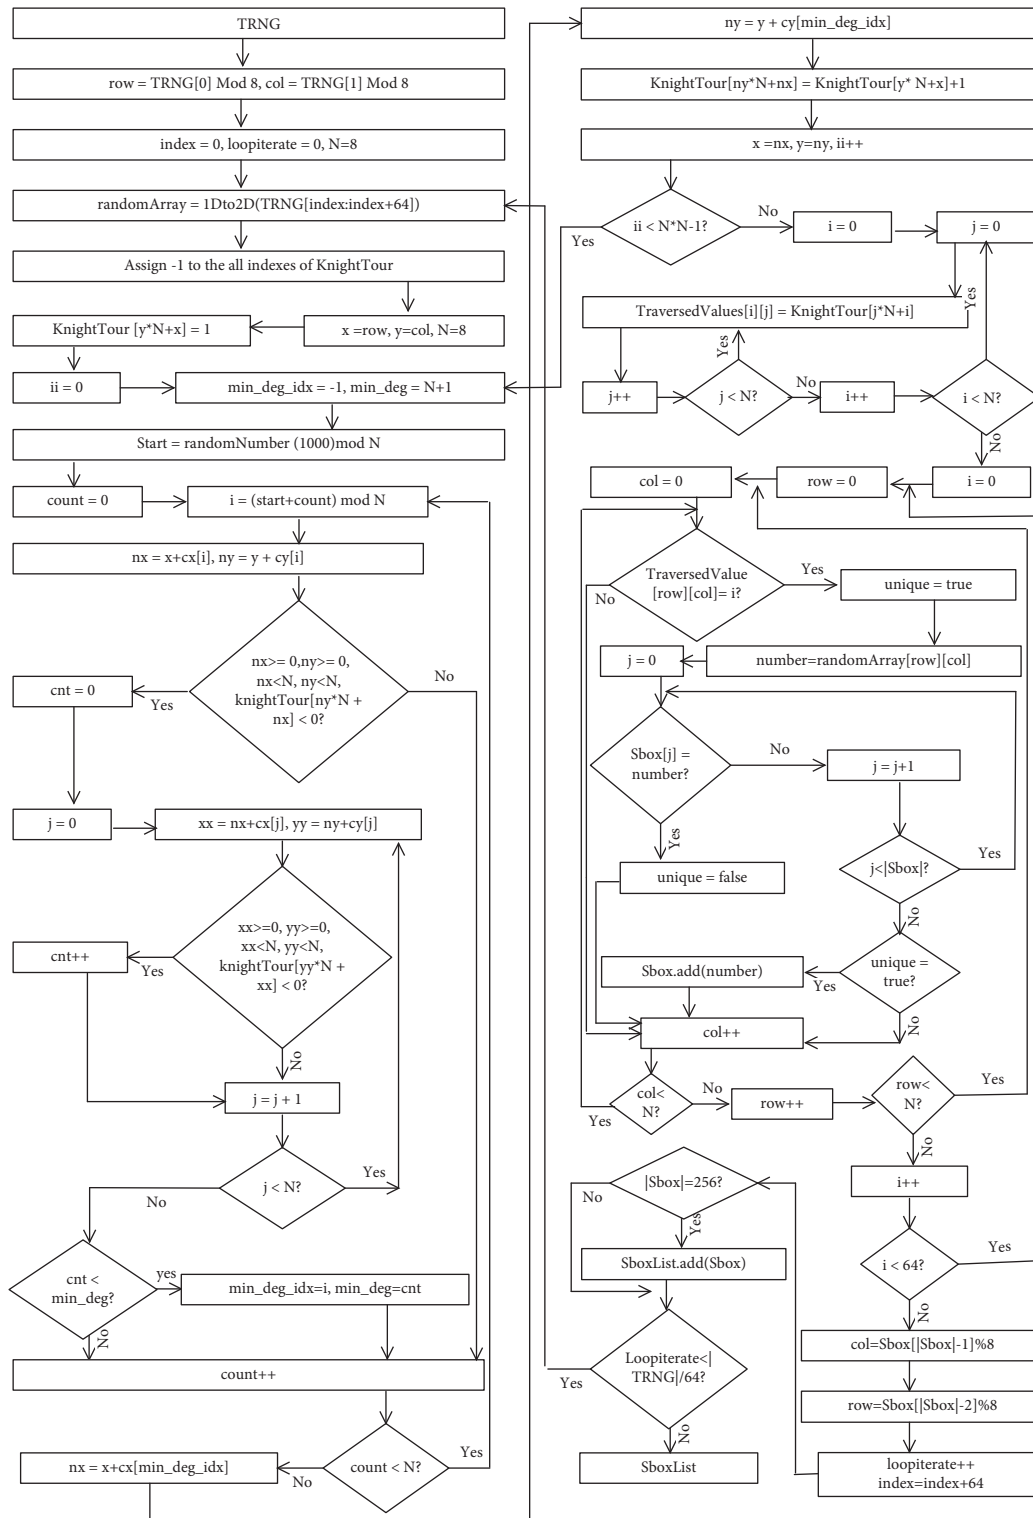 TRNG
row = TRNG[0] Mod 8, col = TRNG[1] Mod 8
index = 0, loopiterate = 0, N=8
randomArray = 1Dto2D(TRNG[index:index+64])
Assign -1 to the all indexes of KnightTour
KnightTour [y*N+x] = 1
x =row, y=col, N=8
ii = 0
min_deg_idx = -1, min_deg = N+1
Start = randomNumber (1000)mod N
count = 0
i = (start+count) mod N
nx = x+cx[i], ny = y + cy[i]
nx>= 0,ny>= 0,
nx<N, ny<N,
knightTour[ny*N +
nx] < 0?
No
Yes
cnt = 0
j = 0
xx = nx+cx[j], yy = ny+cy[j]
xx>=0, yy>=0,
xx<N, yy<N,
knightTour[yy*N +
xx] < 0?
Yes
cnt++
No
j = j + 1
j < N?
Yes
No
cnt <
min_deg?
yes
min_deg_idx=i, min_deg=cnt
No
count++
count < N?
Yes
No
nx = x+cx[min_deg_idx]
ny = y + cy[min_deg_idx]
KnightTour[ny*N+nx] = KnightTour[y* N+x]+1
x =nx, y=ny, ii++
ii < N*N-1?
Yes
No
i = 0
j = 0
TraversedValues[i][j] = KnightTour[j*N+i]
Yes
Yes
j++
j < N?
No
i++
i < N?
No
i = 0
row = 0
col = 0
TraversedValue
[row][col]= i?
No
Yes
unique = true
number=randomArray[row][col]
j = 0
Sbox[j] =
number?
No
j = j+1
Yes
unique = false
j<|Sbox|?
Yes
No
unique =
true?
Yes
Sbox.add(number)
No
col++
col<
N?
Yes
No
row++
row<
N?
Yes
No
i++
i < 64?
Yes
No
col=Sbox[|Sbox|-1]%8
row=Sbox[|Sbox|-2]%8
loopiterate++
index=index+64
|Sbox|=256?
No
Yes
SboxList.add(Sbox)
Loopiterate<|
TRNG|/64?
Yes
No
SboxList